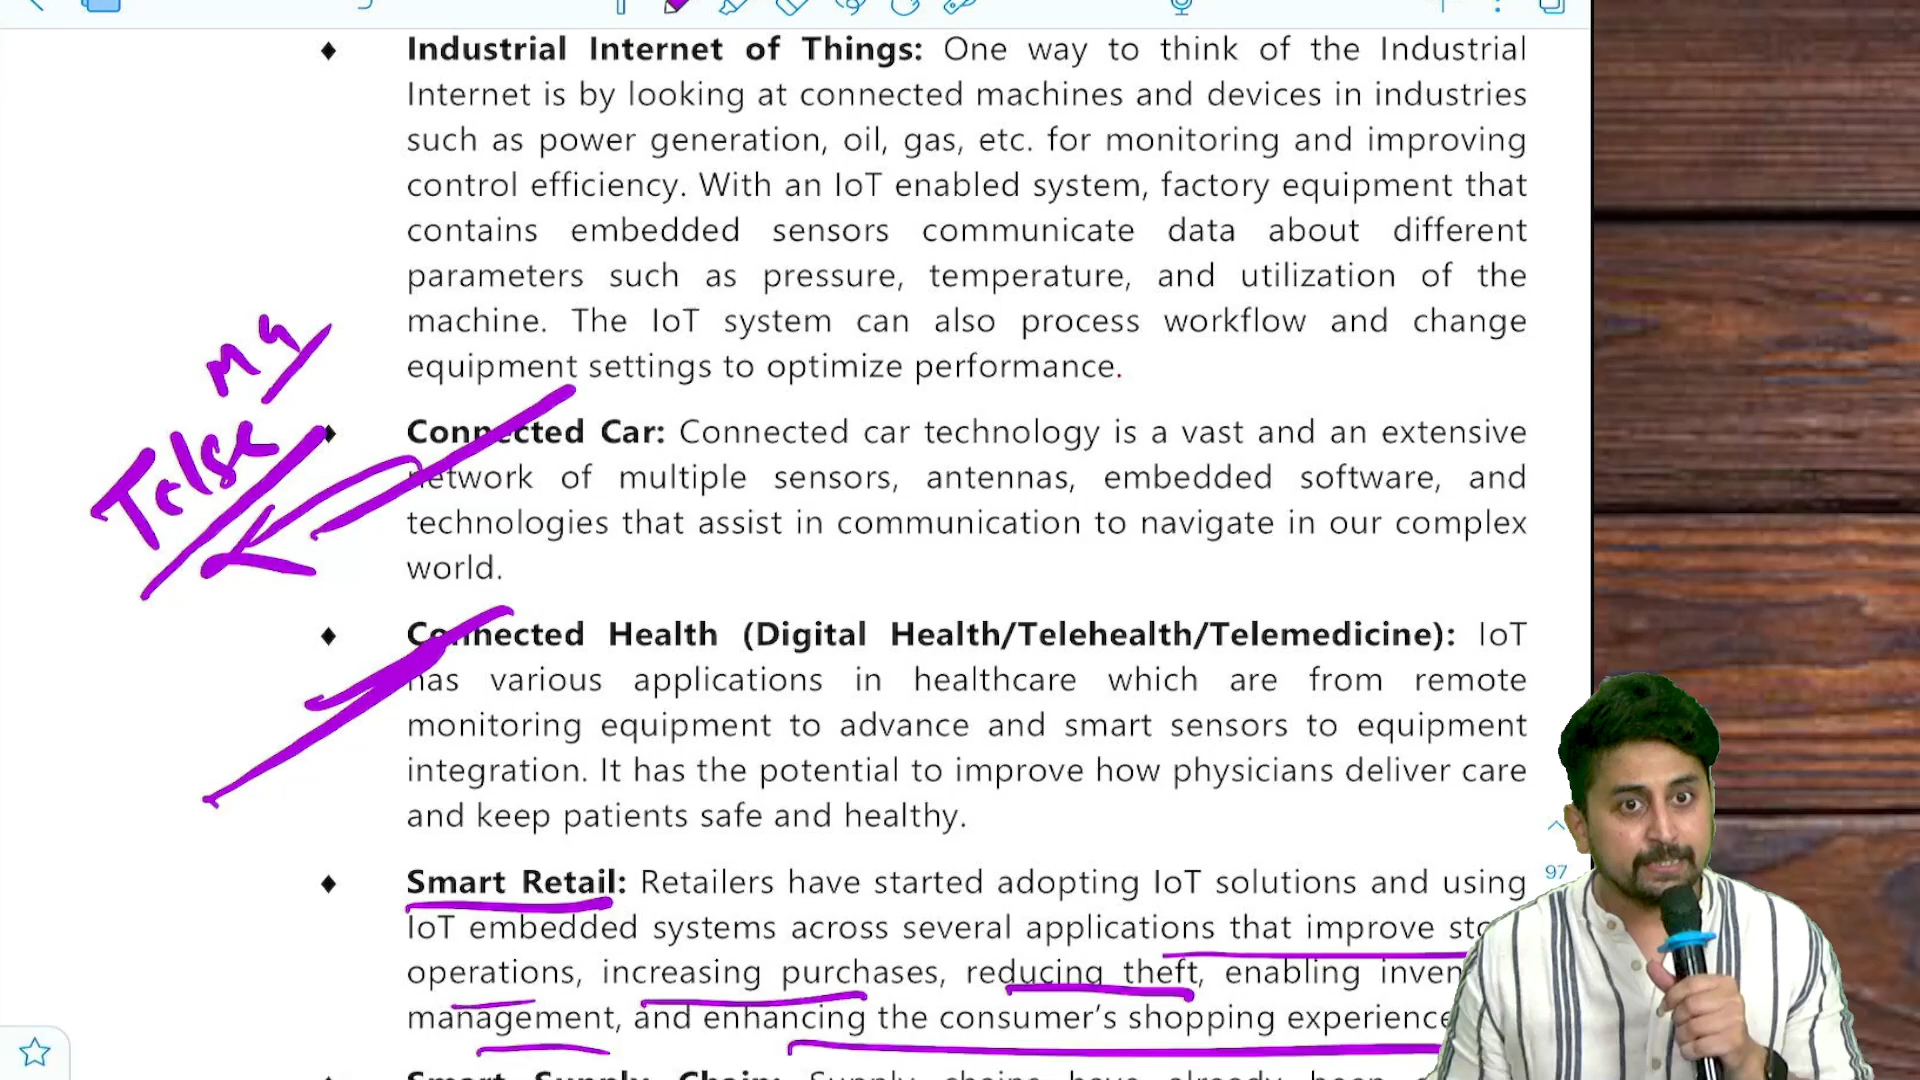 ♦ Industrial Internet of Things: One way to think of the Industrial
Internet is by looking at connected machines and devices in industries
such as power generation, oil, gas, etc. for monitoring and improving
control efficiency. With an IoT enabled system, factory equipment that
contains embedded sensors communicate data about different
parameters such as pressure, temperature, and utilization of the
machine. The IoT system can also process workflow and change
equipment settings to optimize performance.
♦ Connected Car: Connected car technology is a vast and an extensive
network of multiple sensors, antennas, embedded software, and
technologies that assist in communication to navigate in our complex
world.
♦ Connected Health (Digital Health/Telehealth/Telemedicine): IoT
has various applications in healthcare which are from remote
monitoring equipment to advance and smart sensors to equipment
integration. It has the potential to improve how physicians deliver care
and keep patients safe and healthy.
97
♦ Smart Retail: Retailers have started adopting IoT solutions and using
IoT embedded systems across several applications that improve
operations, increasing purchases, reducing theft, enabling
management, and enhancing the consumer's shopping experience
Smart Supply Chain: Supply chains have already been